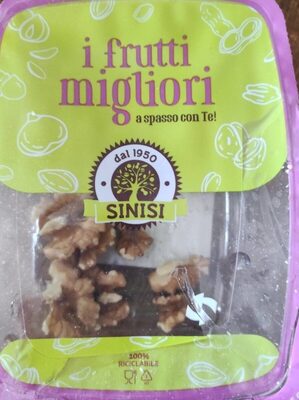 i frutti
migliori
a spasso con Te!
dal 1950
SINISI
100%
RICICLABILE